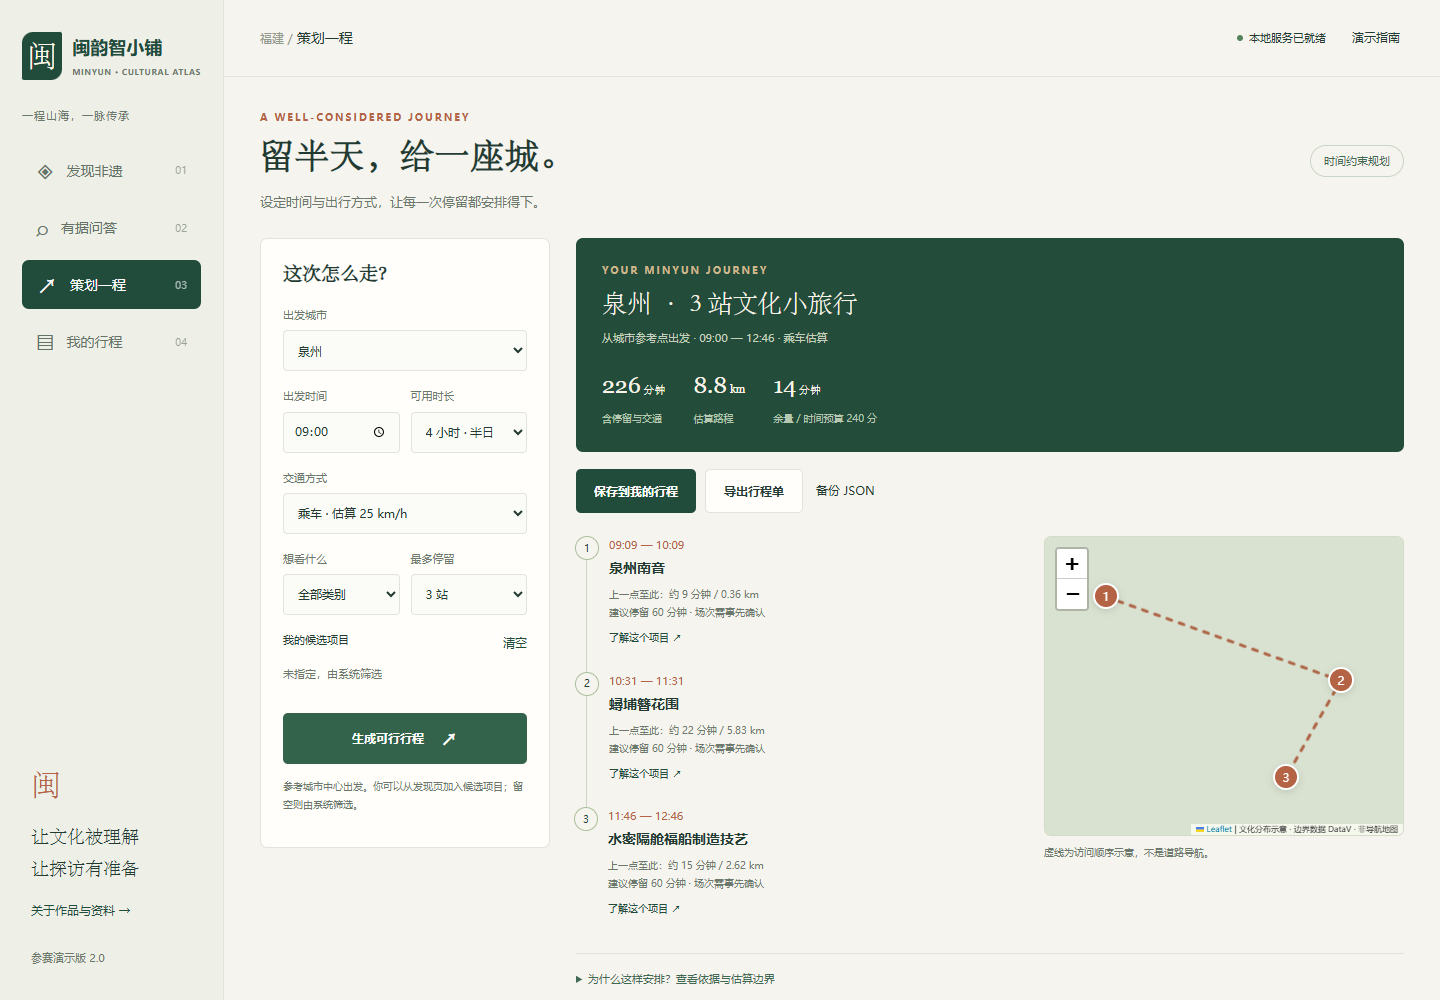 闽
闽韵智小铺
MINYUN • CULTURAL ATLAS
一程山海，一脉传承
发现非遗 01
有据问答 02
策划一程 03
我的行程 04
闽
让文化被理解
让探访有准备
关于作品与资料 →
参赛演示版 2.0
福建 / 策划一程
本地服务已就绪
演示指南
A WELL-CONSIDERED JOURNEY
留半天，给一座城。
设定时间与出行方式，让每一次停留都安排得下。
时间约束规划
这次怎么走?
出发城市
泉州
出发时间 可用时长
09:00 4 小时 · 半日
交通方式
乘车 · 估算 25 km/h
想看什么 最多停留
全部类别 3 站
我的候选项目 清空
未指定，由系统筛选
生成可行行程
参考城市中心出发。你可以从发现页加入候选项目；留
空则由系统筛选。
YOUR MINYUN JOURNEY
泉州 · 3 站文化小旅行
从城市参考点出发 · 09:00 — 12:46 · 乘车估算
226 分钟 8.8 km 14 分钟
含停留与交通 估算路程 余量 / 时间预算 240 分
保存到我的行程 导出行程单 备份 JSON
1 09:09 — 10:09
泉州南音
上一点至此：约 9 分钟 / 0.36 km
建议停留 60 分钟 · 场次需事先确认
了解这个项目 ↗
2 10:31 — 11:31
蟳埔簪花围
上一点至此：约 22 分钟 / 5.83 km
建议停留 60 分钟 · 场次需事先确认
了解这个项目 ↗
3 11:46 — 12:46
水密隔舱福船制造技艺
上一点至此：约 15 分钟 / 2.62 km
建议停留 60 分钟 · 场次需事先确认
了解这个项目 ↗
+
−
1
2
3
Leaflet | 文化分布示意 · 边界数据 DataV · 非导航地图
虚线为访问顺序示意，不是道路导航。
▶ 为什么这样安排？查看依据与估算边界